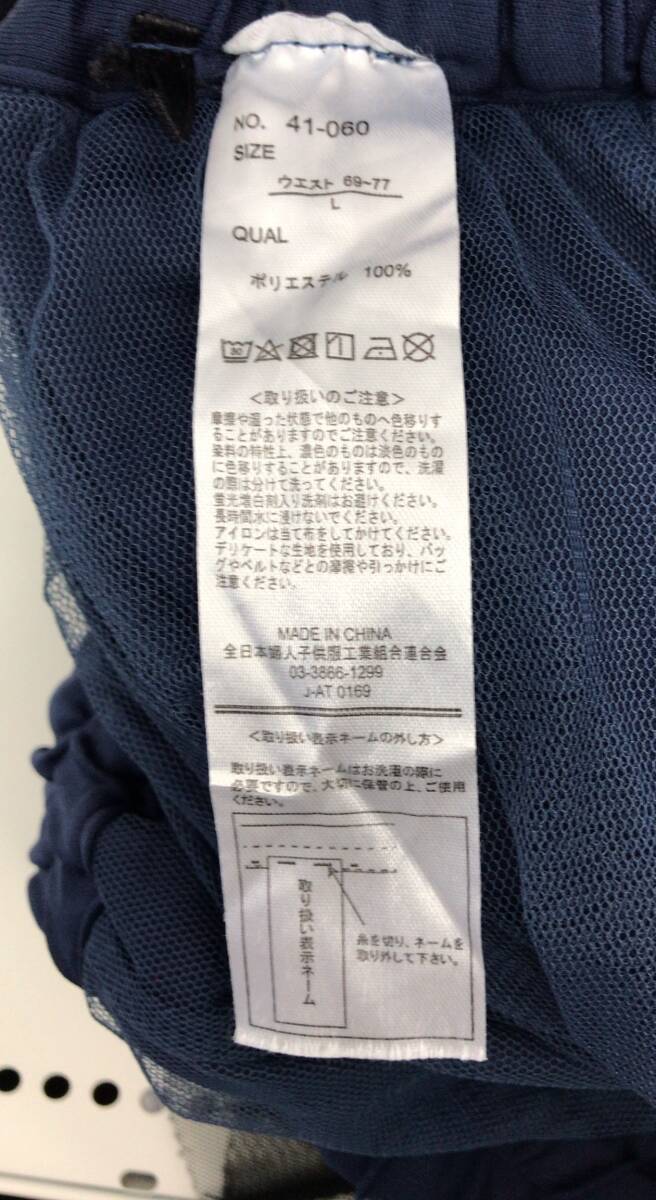 NO. 41-060
SIZE
ウエスト 69~77
L
QUAL
ポリエステル 100%
30
<取り扱いのご注意>
摩擦や湿った状態で他のものへ色移りす
ることがありますのでご注意ください。
染料の特性上、濃色のものは淡色のもの
に色移りすることがありますので、洗濯
の際は分けて洗ってください。
蛍光増白剤入り洗剤はお避けください。
長時間水に浸けないでください。
アイロンは当て布をしてかけてください。
デリケートな生地を使用しており、バッ
グやベルトなどとの摩擦や引っかけにご
注意ください。
MADE IN CHINA
全日本婦人子供服工業組合連合会
03-3866-1299
J-AT 0169
<取り扱い表示ネームの外し方>
取り扱い表示ネームはお洗濯の際に
必要ですので、大切に保管の上、ご使用
ください。
取り扱い表示ネーム
糸を切り、ネームを
取り外して下さい。